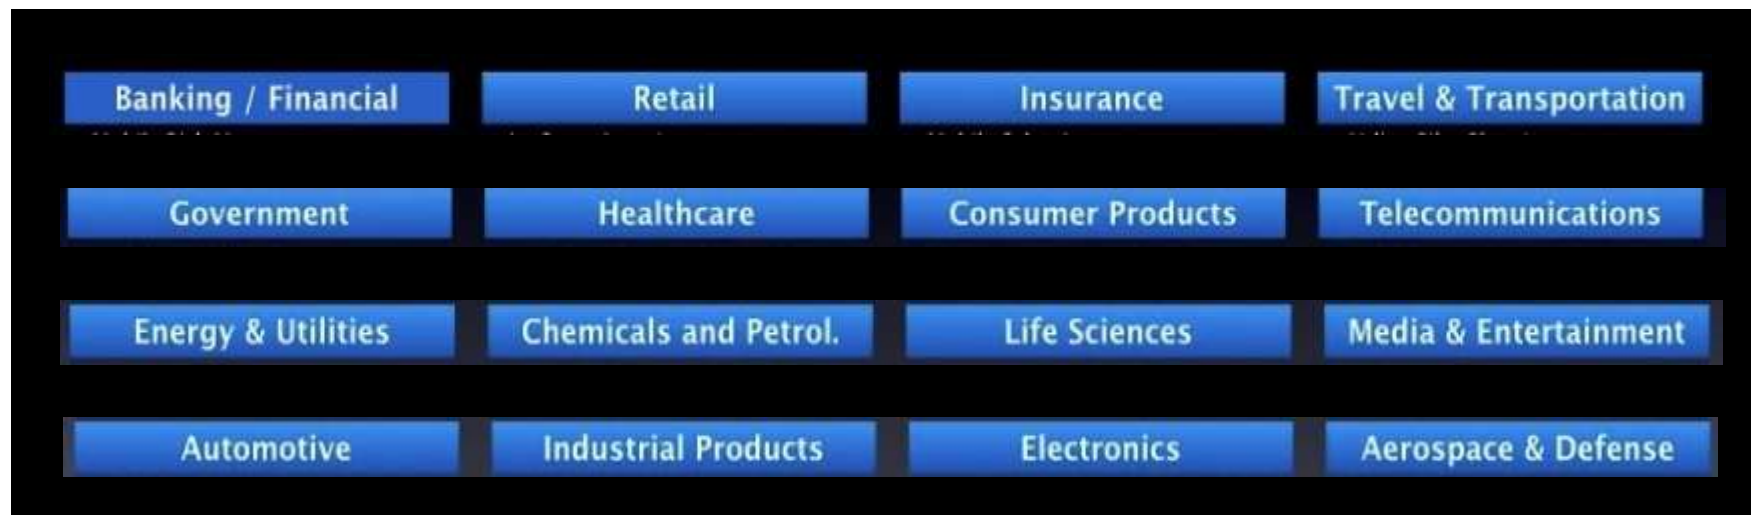 Banking / Financial
Retail
Insurance
Travel & Transportation
Government
Healthcare
Consumer Products
Telecommunications
Energy & Utilities
Chemicals and Petrol.
Life Sciences
Media & Entertainment
Automotive
Industrial Products
Electronics
Aerospace & Defense